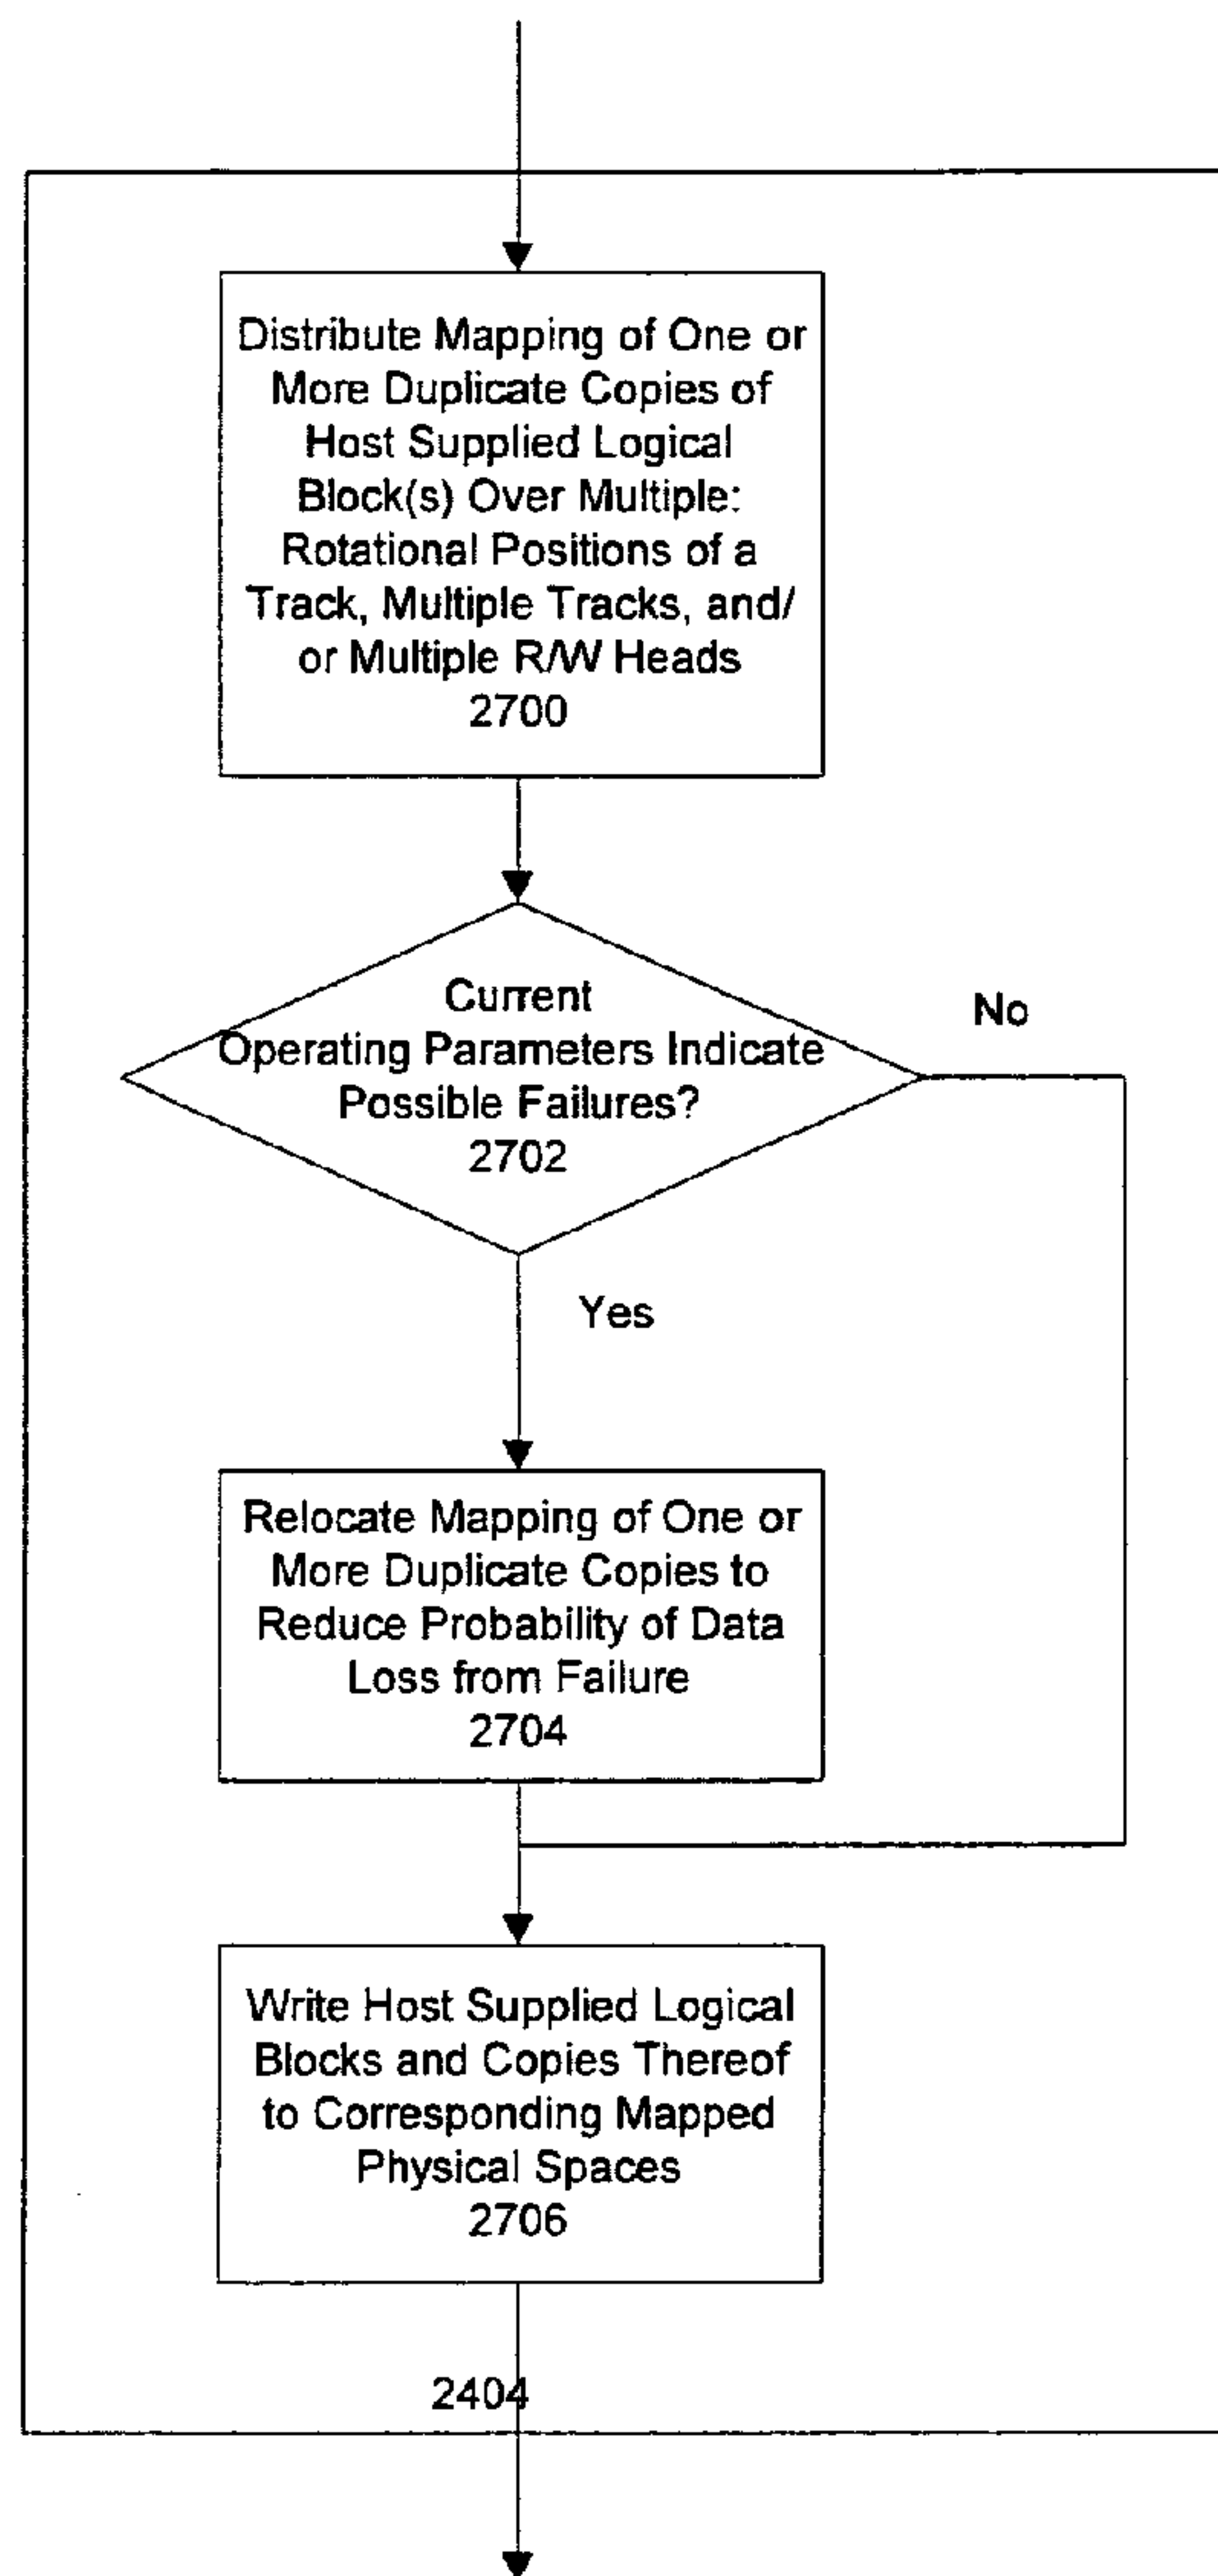 Distribute Mapping of One or
More Duplicate Copies of
Host Supplied Logical
Block(s) Over Multiple:
Rotational Positions of a
Track, Multiple Tracks, and/
or Multiple R/W Heads
2700
Current
Operating Parameters Indicate
Possible Failures?
2702
No
Yes
Relocate Mapping of One or
More Duplicate Copies to
Reduce Probability of Data
Loss from Failure
2704
Write Host Supplied Logical
Blocks and Copies Thereof
to Corresponding Mapped
Physical Spaces
2706
2404